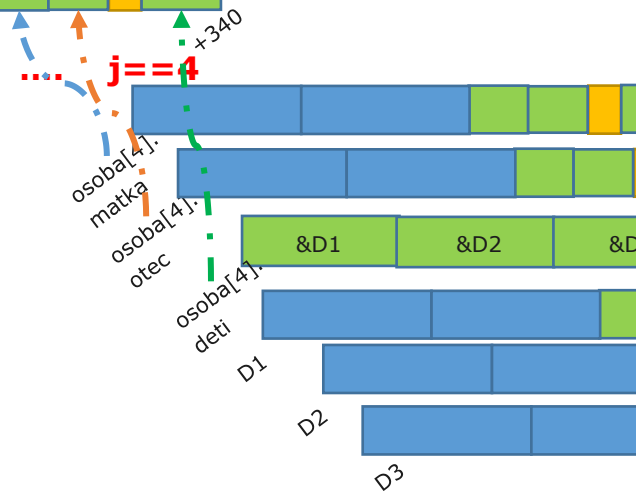 +340
.... j==4
osoba[4].
matka
osoba[4].
otec
&D1 &D2 &D
osoba[4].
deti
D1
D2
D3